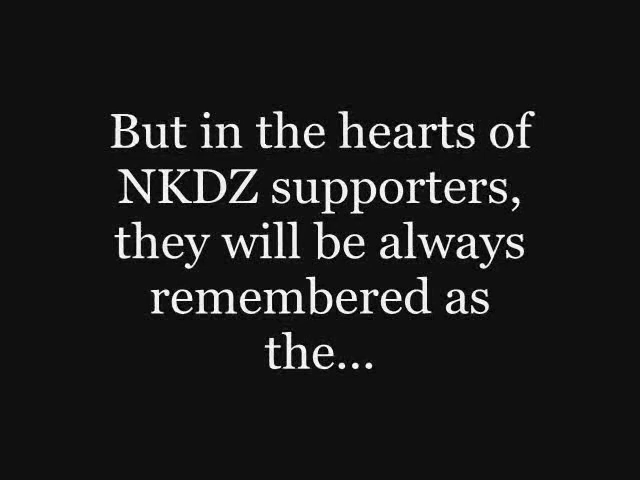 But in the hearts of
NKDZ supporters,
they will be always
remembered as
the...